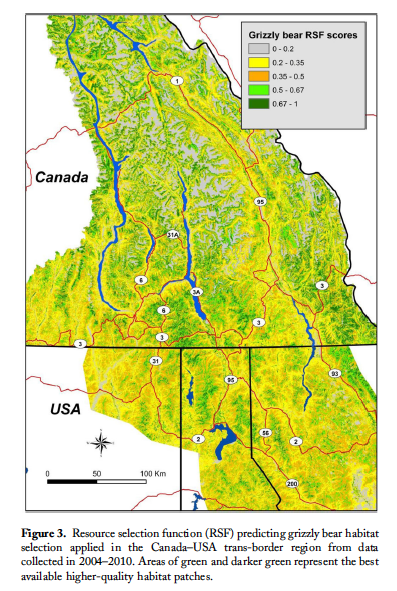 Grizzly bear RSF scores
0 - 0.2
0.2 - 0.35
0.35 - 0.5
0.5 - 0.67
0.67 - 1
1
Canada
95
31A
6
3A
3
6
3
3
3
31
95
93
USA
2
56
2
200
0 50 100 Km
Figure 3. Resource selection function (RSF) predicting grizzly bear habitat
selection applied in the Canada–USA trans-border region from data
collected in 2004–2010. Areas of green and darker green represent the best
available higher-quality habitat patches.